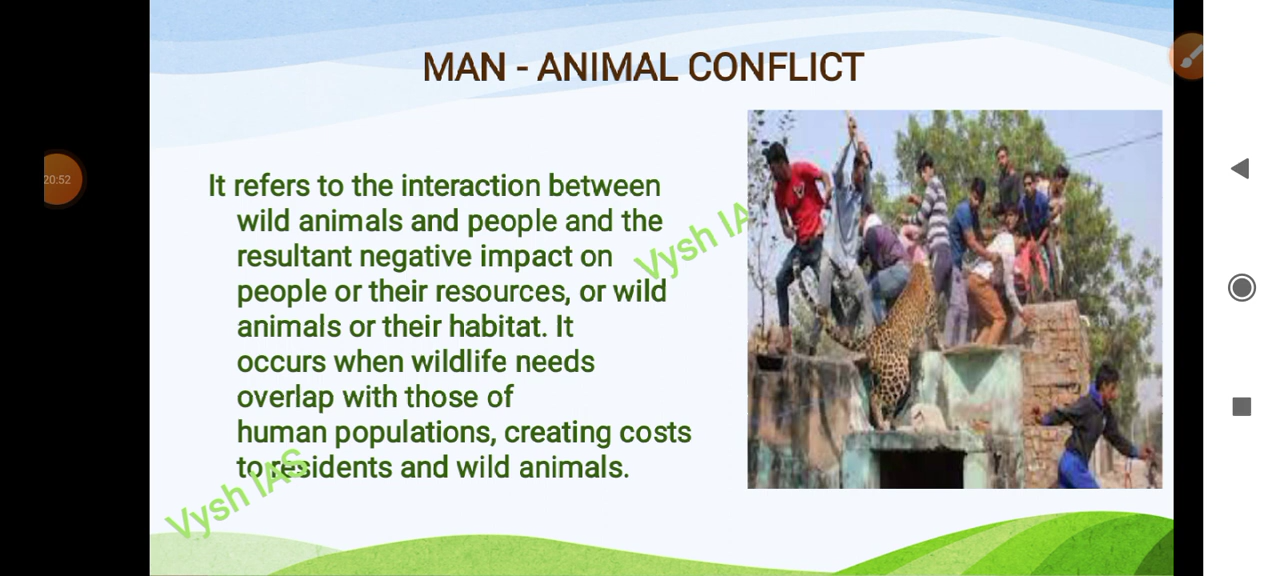 MAN - ANIMAL CONFLICT
20:52
It refers to the interaction between
wild animals and people and the
resultant negative impact on
people or their resources, or wild
animals or their habitat. It
occurs when wildlife needs
overlap with those of
human populations, creating costs
to residents and wild animals.
Vysh IA
Vysh IAS